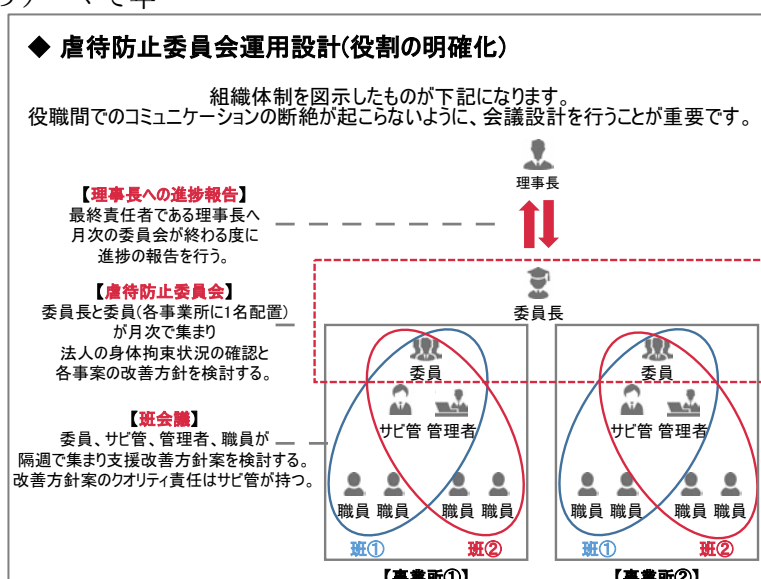 ◆ 虐待防止委員会運用設計(役割の明確化)
組織体制を図示したものが下記になります。
役職間でのコミュニケーションの断絶が起こらないように、会議設計を行うことが重要です。
理事長
【理事長への進捗報告】
最終責任者である理事長へ
月次の委員会が終わる度に
進捗の報告を行う。
【虐待防止委員会】
委員長と委員(各事業所に1名配置)
が月次で集まり
法人の身体拘束状況の確認と
各事案の改善方針を検討する。
委員長
委員 委員
サビ管 管理者 サビ管 管理者
【班会議】
委員、サビ管、管理者、職員が
隔週で集まり支援改善方針案を検討する。
改善方針案のクオリティ責任はサビ管が持つ。
職員 職員 職員 職員 職員 職員 職員 職員
班① 班② 班① 班②
【事業所①】 【事業所②】